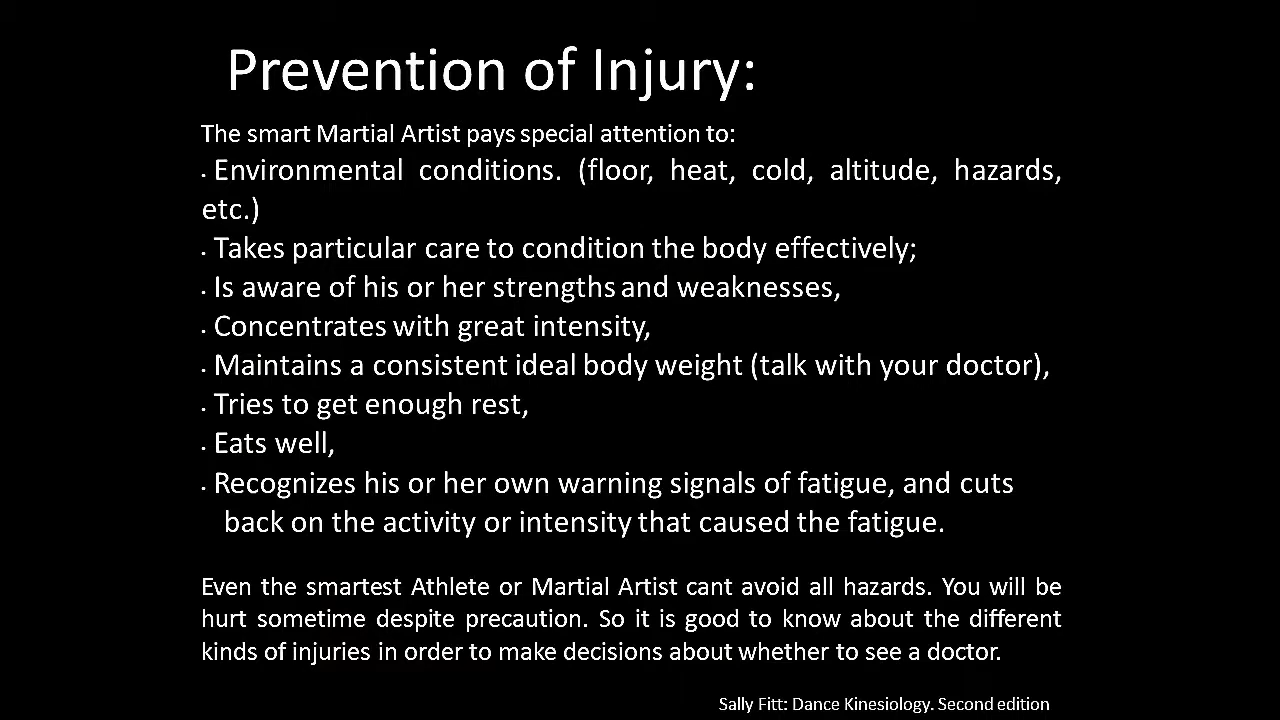 Prevention of Injury:
The smart Martial Artist pays special attention to:
· Environmental conditions. (floor, heat, cold, altitude, hazards,
etc.)
· Takes particular care to condition the body effectively;
· Is aware of his or her strengths and weaknesses,
· Concentrates with great intensity,
· Maintains a consistent ideal body weight (talk with your doctor),
· Tries to get enough rest,
· Eats well,
· Recognizes his or her own warning signals of fatigue, and cuts
back on the activity or intensity that caused the fatigue.
Even the smartest Athlete or Martial Artist cant avoid all hazards. You will be
hurt sometime despite precaution. So it is good to know about the different
kinds of injuries in order to make decisions about whether to see a doctor.
Sally Fitt: Dance Kinesiology. Second edition